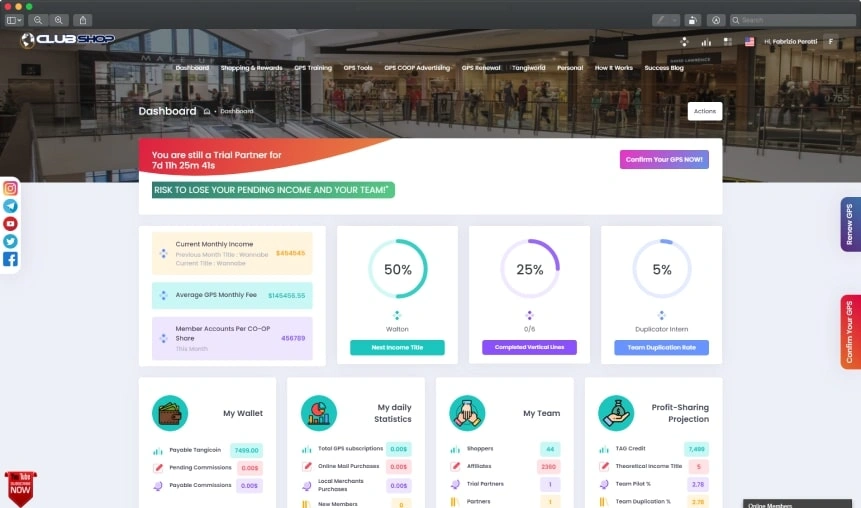 Search
CLUB SHOP
Hi, Fabrizio Perotti F
MAKE UP STORE
Dashboard Shopping & Rewards GPS Training GPS Tools GPS COOP Advertising GPS Renewal Tangiworld Personal How It Works Success Blog
Dashboard
Dashboard
Actions
You are still a Trial Partner for
7d 11h 25m 41s
Confirm Your GPS NOW!
RISK TO LOSE YOUR PENDING INCOME AND YOUR TEAM!"
Renew GPS
Confirm Your GPS
Current Monthly Income
Previous Month Title : Wannabe
Current Title : Wannabe
$454545
Average GPS Monthly Fee $145455,55
Member Accounts Per CO-OP
Share
This Month
456789
50%
Walton
Next Income Title
25%
0/6
Completed Vertical Lines
5%
Duplicator Intern
Team Duplication Rate
My Wallet
Payable Tangicoin 7499.00
Pending Commissions 0.00$
Payable Commissions 0.00$
My daily
Statistics
Total GPS subscriptions 0.00$
Online Mall Purchases 0.00$
Local Merchants
Purchases
0.00$
New Members 0
My Team
Shoppers 44
Affiliates 2360
Trial Partners 1
Partners 1
Profit-Sharing
Projection
TAG Credit 7,499
Theoretical Income Title 5
Team Pilot % 2.78
Team Duplication % 2.78
SUBSCRIBE
NOW
Online Members